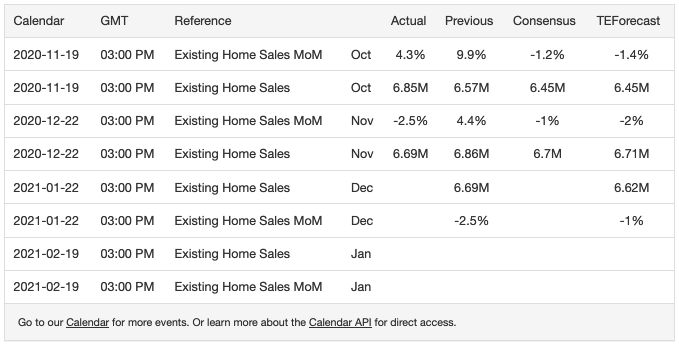 Calendar GMT Reference Actual Previous Consensus TEForecast
2020-11-19 03:00 PM Existing Home Sales MoM Oct 4.3% 9.9% -1.2% -1.4%
2020-11-19 03:00 PM Existing Home Sales Oct 6.85M 6.57M 6.45M 6.45M
2020-12-22 03:00 PM Existing Home Sales MoM Nov -2.5% 4.4% -1% -2%
2020-12-22 03:00 PM Existing Home Sales Nov 6.69M 6.86M 6.7M 6.71M
2021-01-22 03:00 PM Existing Home Sales Dec 6.69M 6.62M
2021-01-22 03:00 PM Existing Home Sales MoM Dec -2.5% -1%
2021-02-19 03:00 PM Existing Home Sales Jan
2021-02-19 03:00 PM Existing Home Sales MoM Jan
Go to our Calendar for more events. Or learn more about the Calendar API for direct access.